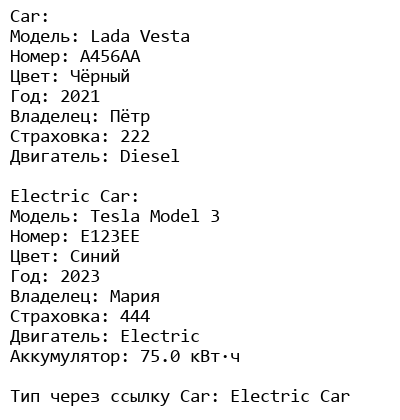 Car:
Модель: Lada Vesta
Номер: А456АА
Цвет: Чёрный
Год: 2021
Владелец: Пётр
Страховка: 222
Двигатель: Diesel

Electric Car:
Модель: Tesla Model 3
Номер: Е123ЕЕ
Цвет: Синий
Год: 2023
Владелец: Мария
Страховка: 444
Двигатель: Electric
Аккумулятор: 75.0 кВт·ч

Тип через ссылку Car: Electric Car